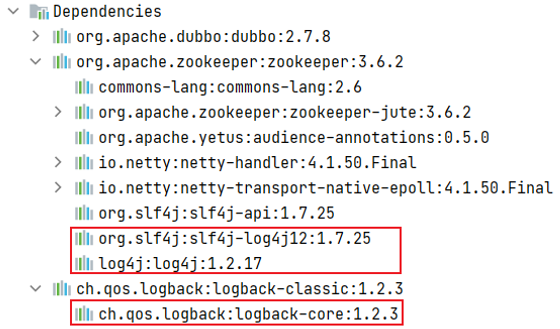 Dependencies
org.apache.dubbo:dubbo:2.7.8
org.apache.zookeeper:zookeeper:3.6.2
commons-lang:commons-lang:2.6
org.apache.zookeeper:zookeeper-jute:3.6.2
org.apache.yetus:audience-annotations:0.5.0
io.netty:netty-handler:4.1.50.Final
io.netty:netty-transport-native-epoll:4.1.50.Final
org.slf4j:slf4j-api:1.7.25
org.slf4j:slf4j-log4j12:1.7.25
log4j:log4j:1.2.17
ch.qos.logback:logback-classic:1.2.3
ch.qos.logback:logback-core:1.2.3